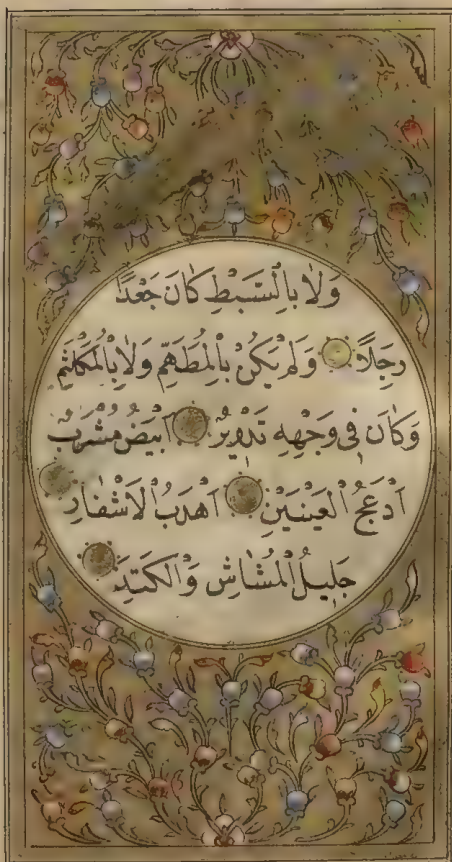 وَلَا بِالسَّبْطِ كَانَ جَعْدًا
رَجِلًا وَلَمْ يَكُنْ بِالْمُطَهَّمِ وَلَا بِالْمُكَلْثَمِ
وَكَانَ فِي وَجْهِهِ تَدْوِيرٌ اَبْيَضُ مُشْرَبٌ
اَدْعَجُ الْعَيْنَيْنِ اَهْدَبُ الْاَشْفَارِ
جَلِيلُ الْمُشَاشِ وَالْكَتَدِ